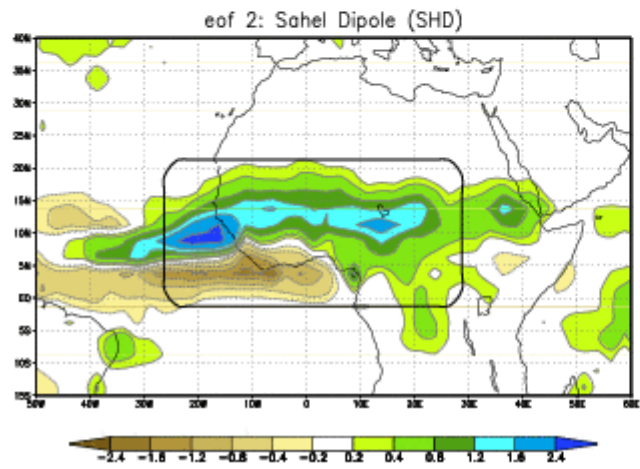 eof 2: Sahel Dipole (SHD)
40N
35N
30N
25N
20N
15N
10N
5N
EQ
5S
10S
15S
50W 40W 30W 20W 10W 0 10E 20E 30E 40E 50E 60E
-2.4 -1.6 -1.2 -0.8 -0.4 -0.2 0.2 0.4 0.8 1.2 1.6 2.4